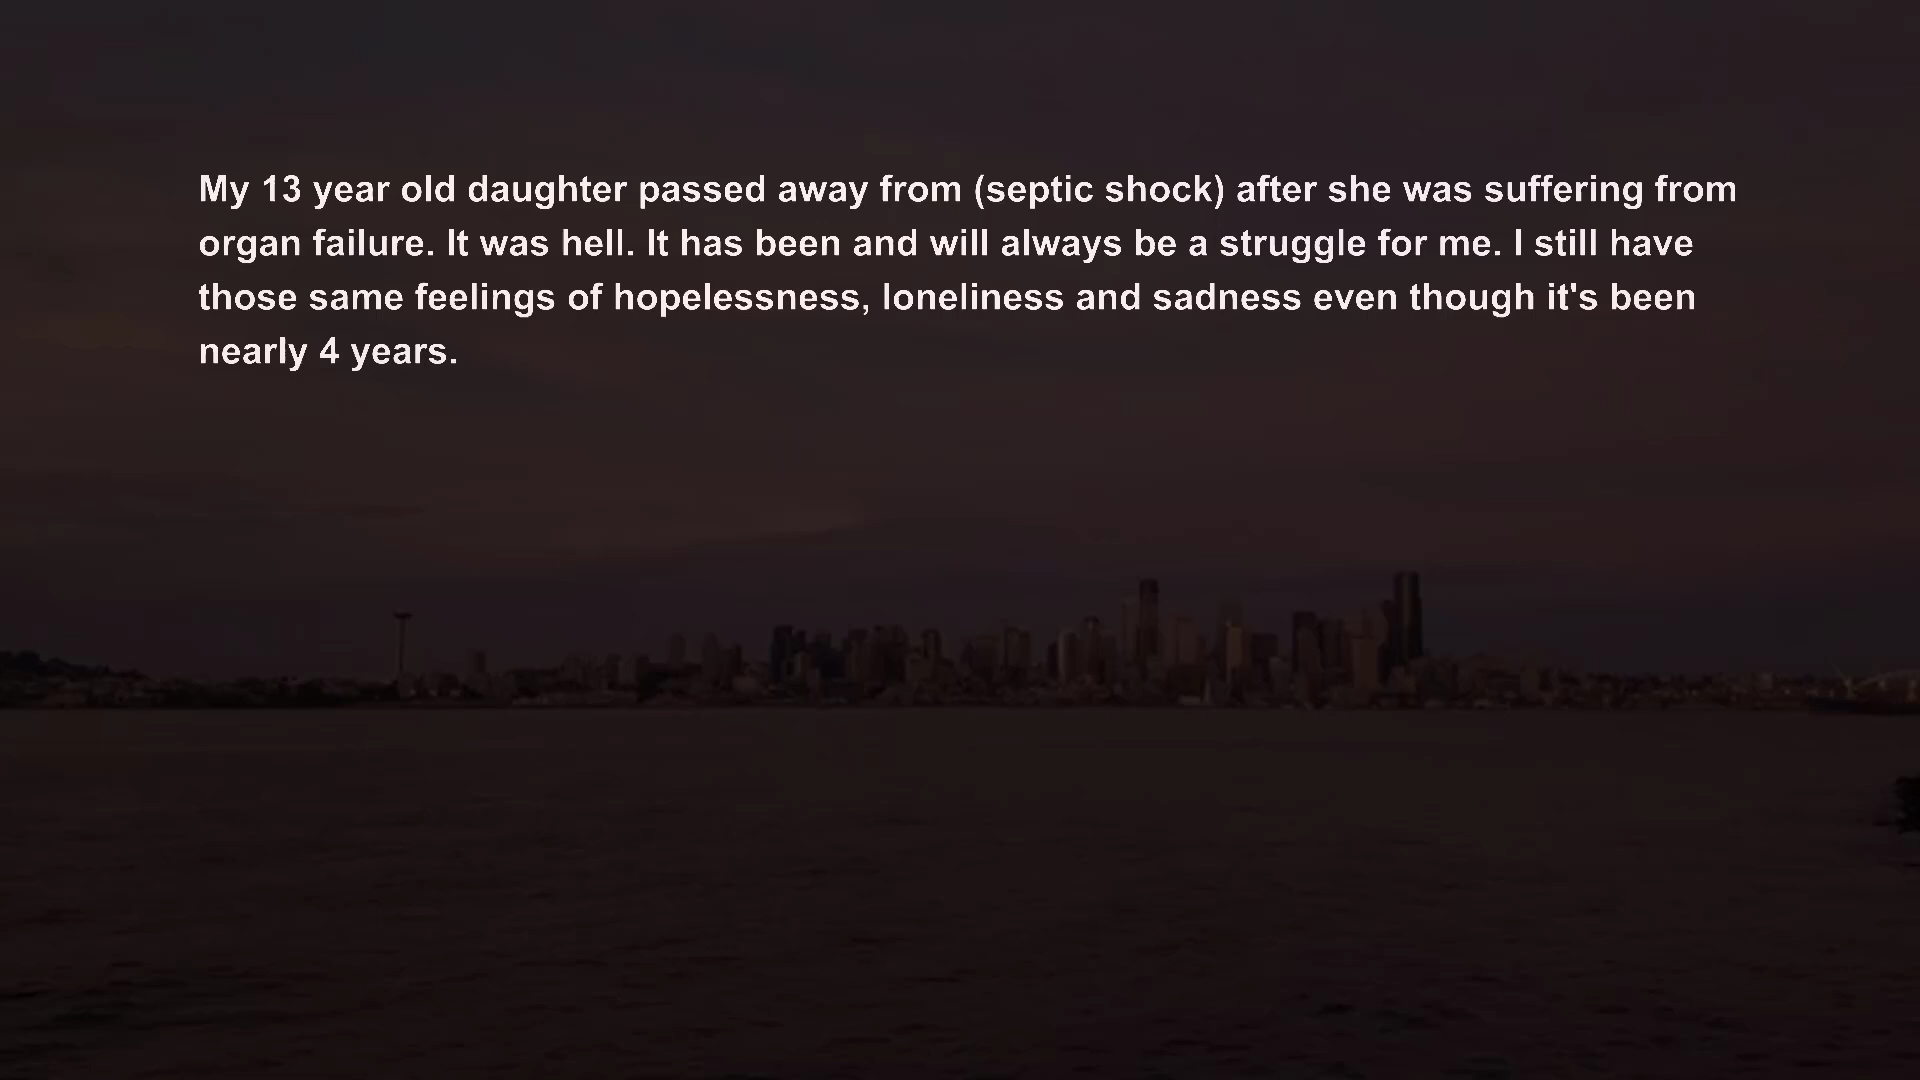 My 13 year old daughter passed away from (septic shock) after she was suffering from
organ failure. It was hell. It has been and will always be a struggle for me. I still have
those same feelings of hopelessness, loneliness and sadness even though it's been
nearly 4 years.